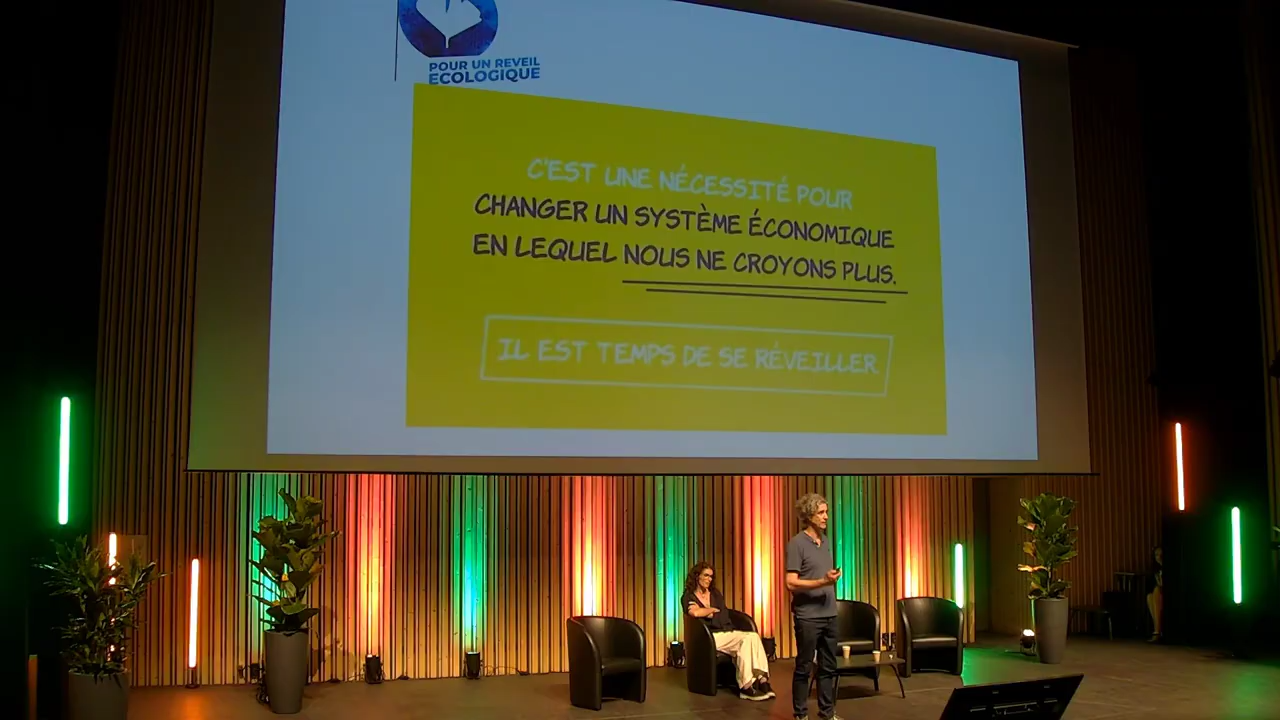 POUR UN REVEIL
ECOLOGIQUE
C'EST UNE NÉCESSITÉ POUR
CHANGER UN SYSTÈME ÉCONOMIQUE
EN LEQUEL NOUS NE CROYONS PLUS.
IL EST TEMPS DE SE RÉVEILLER.